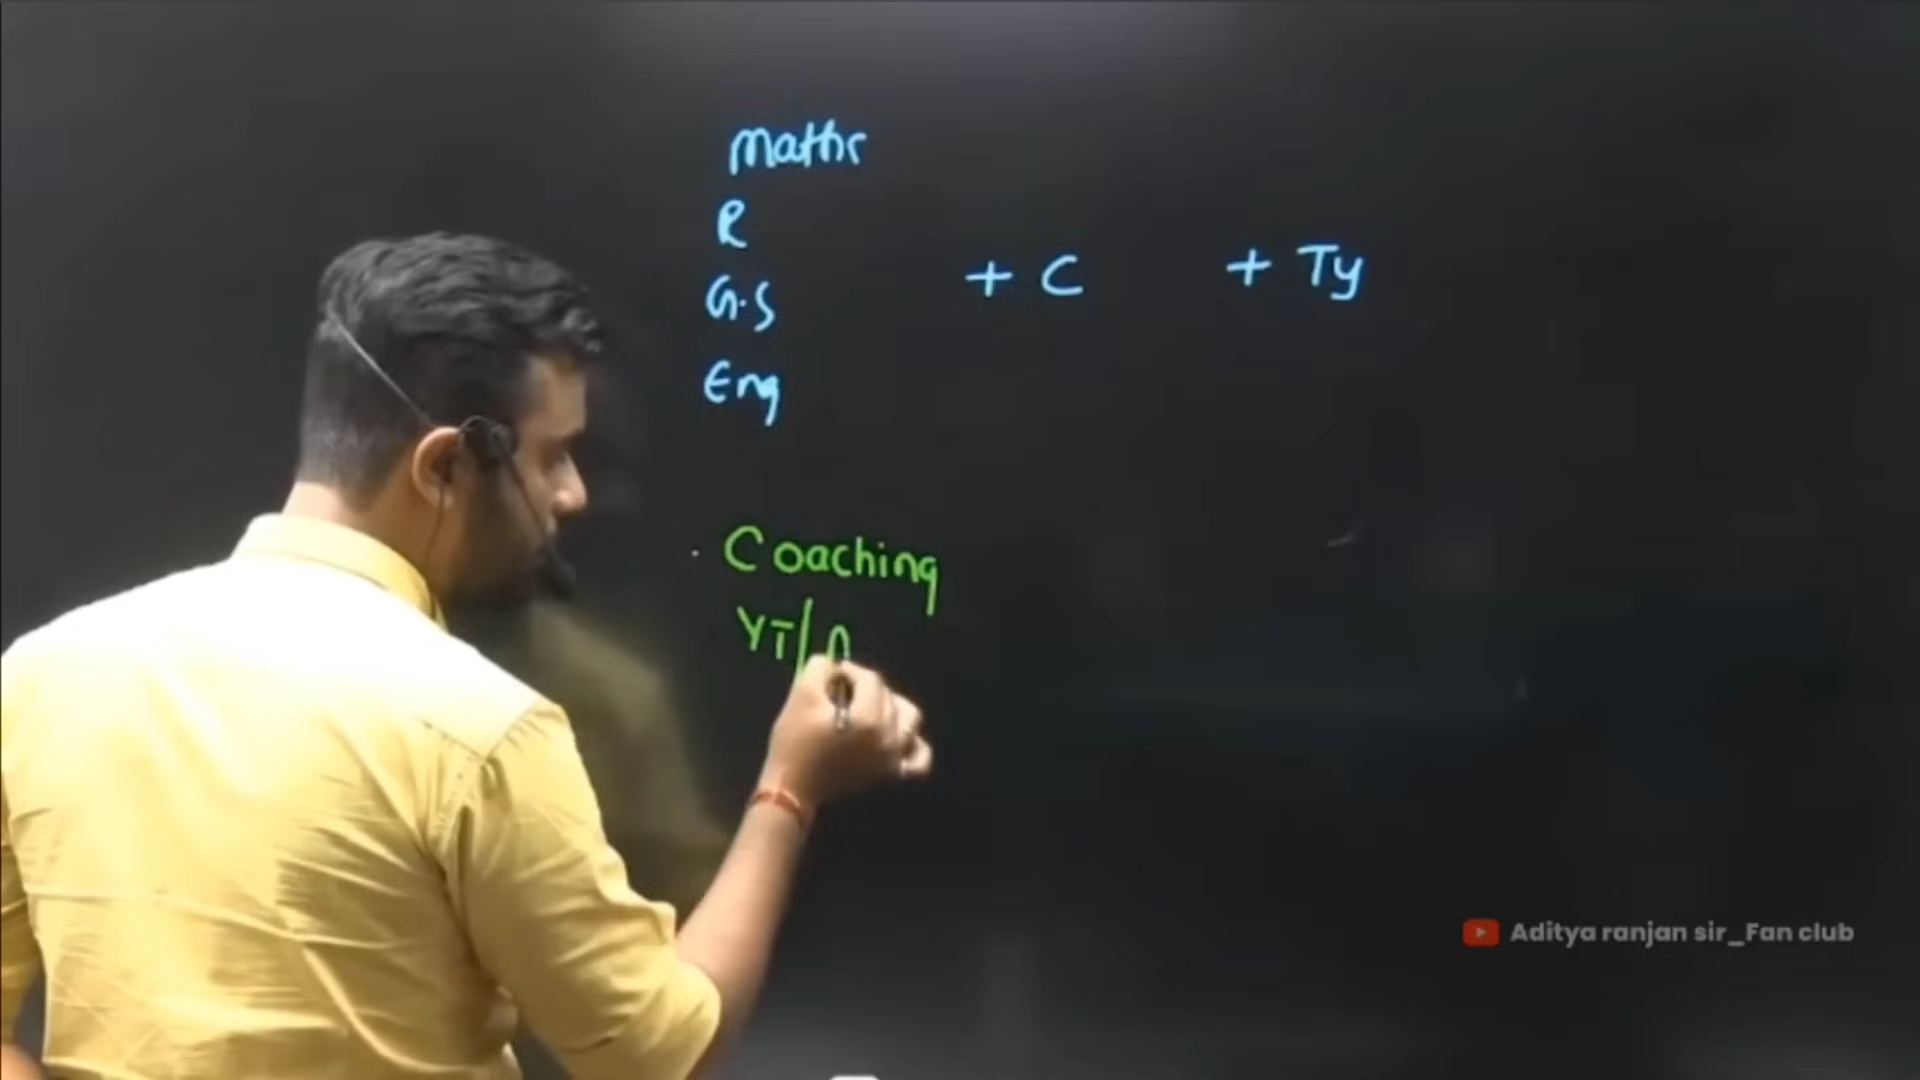 Maths
R
G.S + C + Ty
Eng
Coaching
YT/
Aditya ranjan sir_Fan club